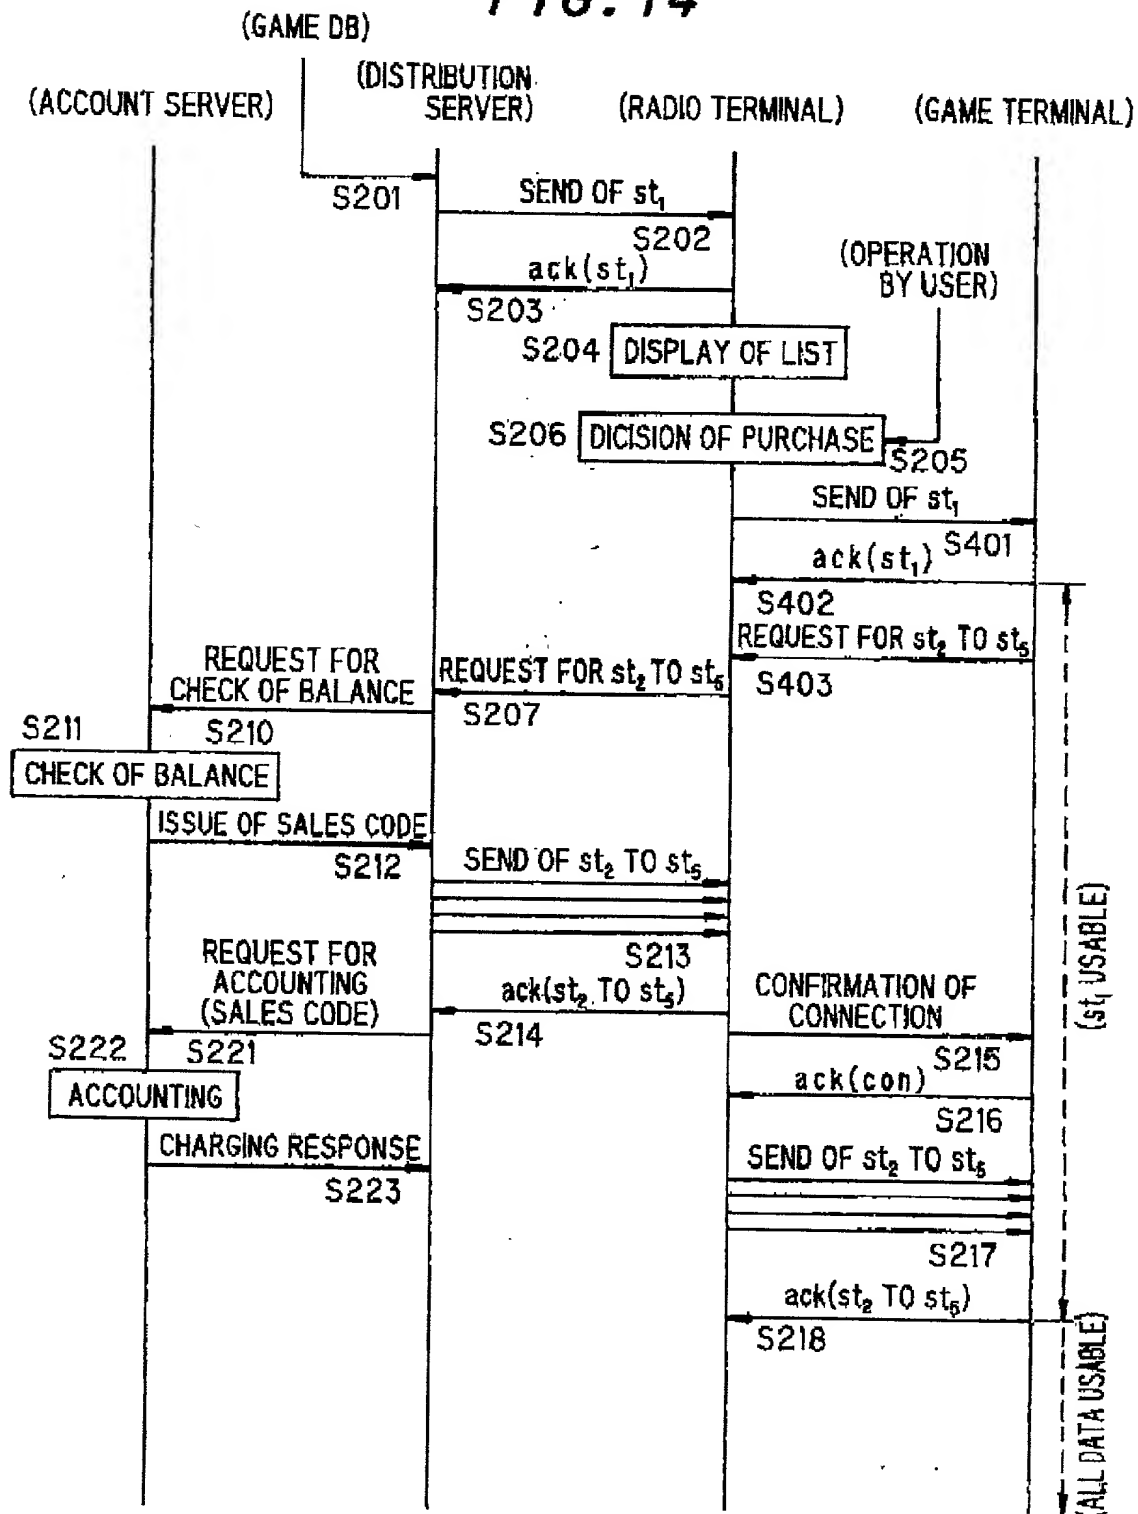 FIG. 14
(GAME DB)
(DISTRIBUTION
SERVER)
(ACCOUNT SERVER)
(RADIO TERMINAL)
(GAME TERMINAL)
S201
SEND OF st₁
S202
ack(st₁)
S203
(OPERATION
BY USER)
S204
DISPLAY OF LIST
S206
DICISION OF PURCHASE
S205
SEND OF st₁
S401
ack(st₁)
S402
REQUEST FOR st₂ TO st₅
S403
REQUEST FOR st₂ TO st₅
S207
REQUEST FOR
CHECK OF BALANCE
S210
S211
CHECK OF BALANCE
ISSUE OF SALES CODE
S212
SEND OF st₂ TO st₅
S213
ack(st₂ TO st₅)
S214
REQUEST FOR
ACCOUNTING
(SALES CODE)
S221
S222
ACCOUNTING
CONFIRMATION OF
CONNECTION
S215
ack(con)
S216
CHARGING RESPONSE
S223
SEND OF st₂ TO st₅
S217
ack(st₂ TO st₅)
S218
(st₁ USABLE)
(ALL DATA USABLE)